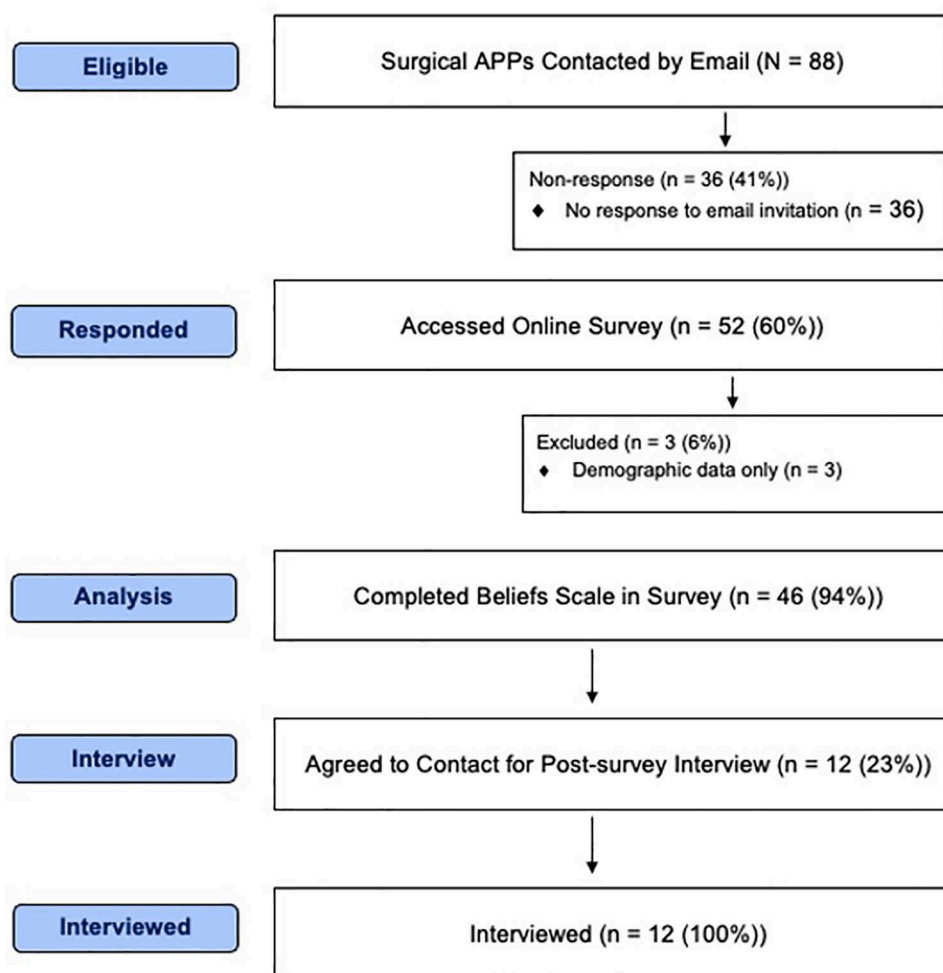 Eligible
Surgical APPs Contacted by Email (N = 88)
Non-response (n = 36 (41%))
♦ No response to email invitation (n = 36)
Responded
Accessed Online Survey (n = 52 (60%))
Excluded (n = 3 (6%))
♦ Demographic data only (n = 3)
Analysis
Completed Beliefs Scale in Survey (n = 46 (94%))
Interview
Agreed to Contact for Post-survey Interview (n = 12 (23%))
Interviewed
Interviewed (n = 12 (100%))